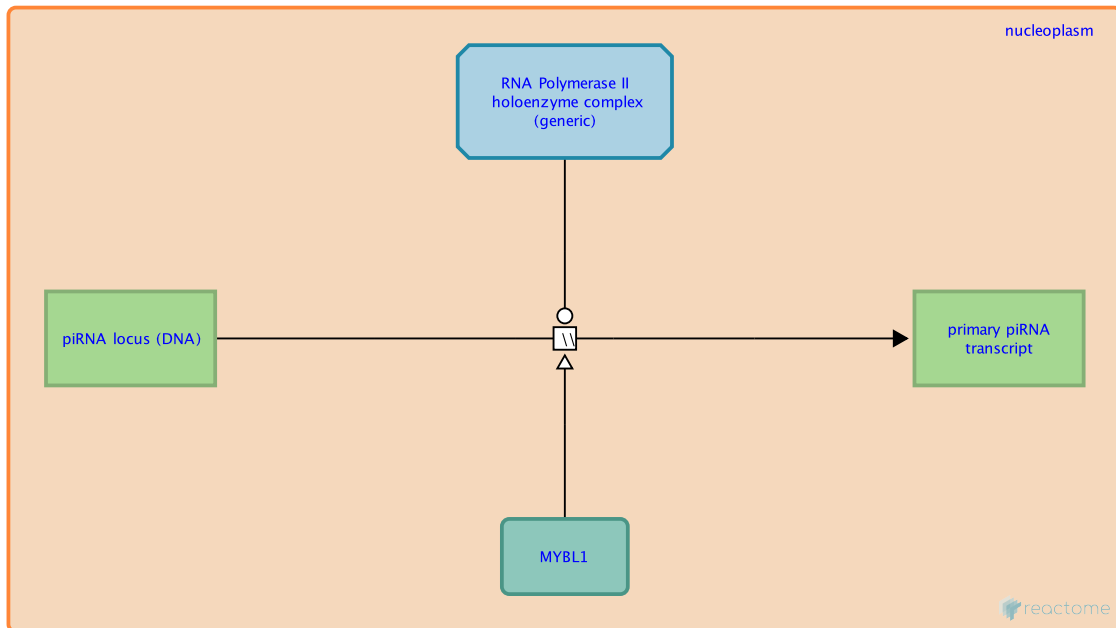 nucleoplasm
RNA Polymerase II
holoenzyme complex
(generic)
piRNA locus (DNA)
\\
primary piRNA
transcript
MYBL1
reactome